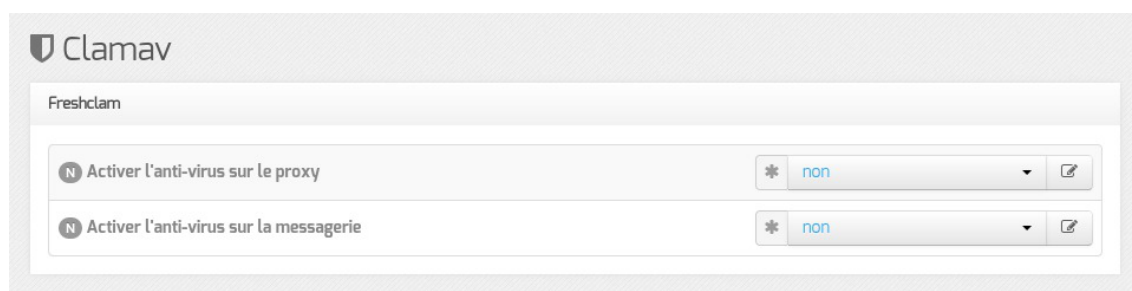 Clamav
Freshclam
N Activer l'anti-virus sur le proxy * non
N Activer l'anti-virus sur la messagerie * non